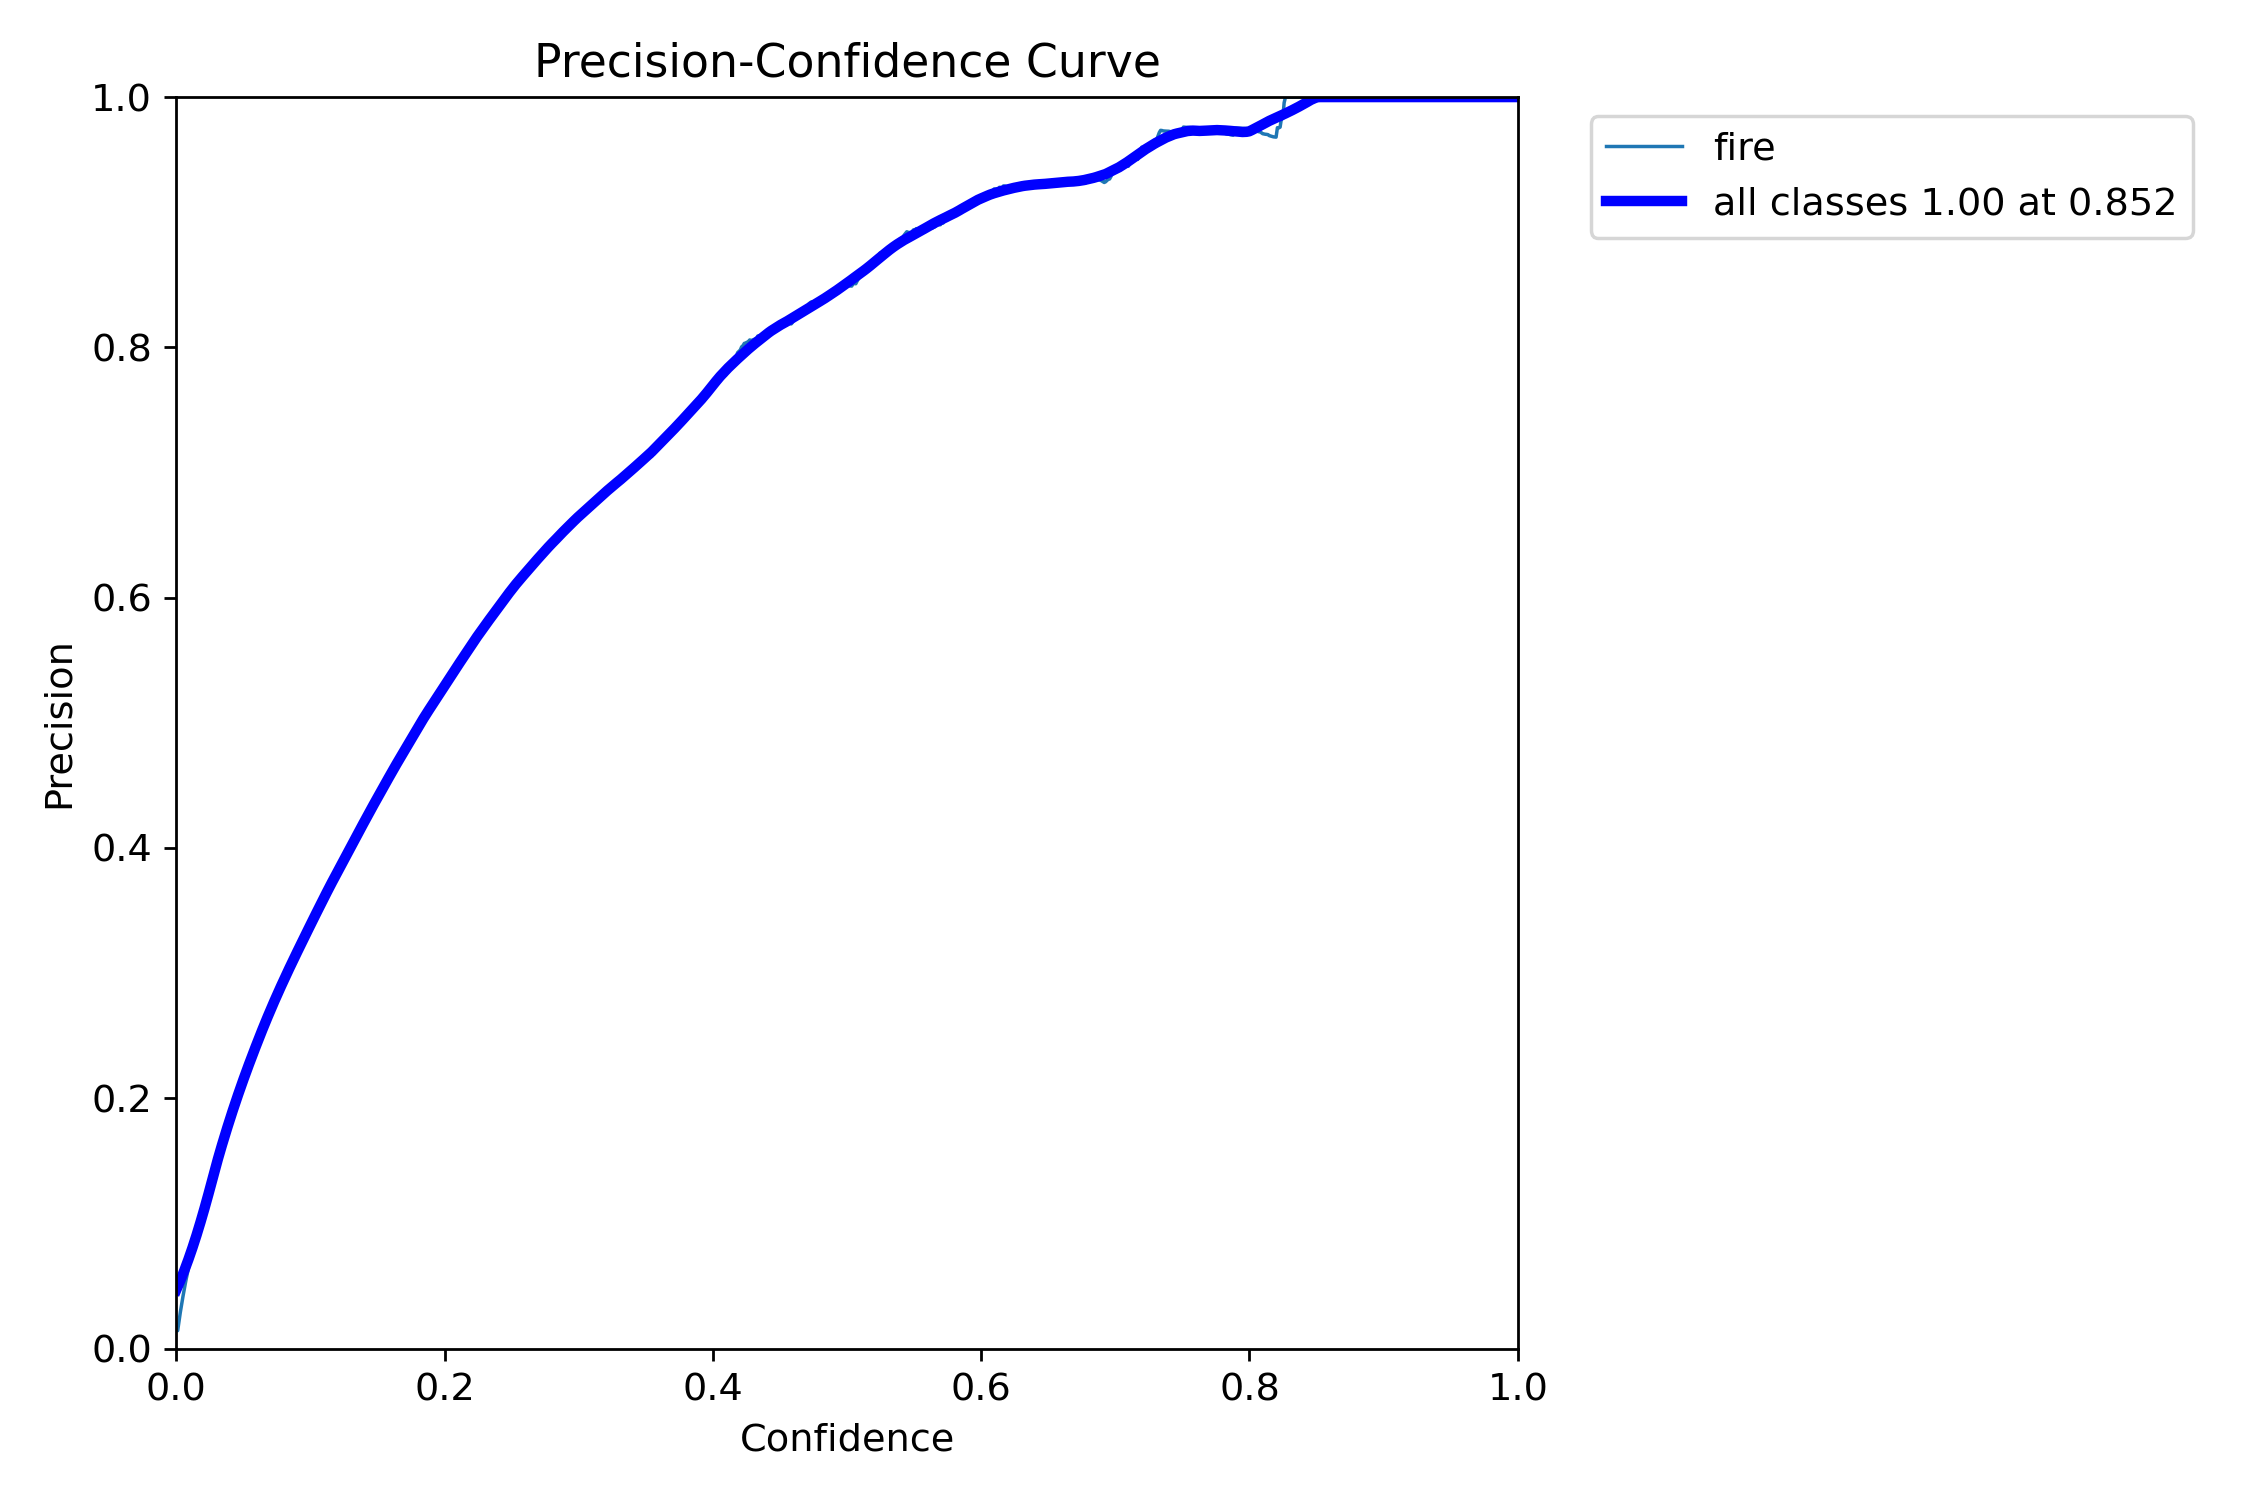 Precision-Confidence Curve
1.0
0.8
0.6
0.4
0.2
0.0
Precision
0.0 0.2 0.4 0.6 0.8 1.0
Confidence
fire
all classes 1.00 at 0.852